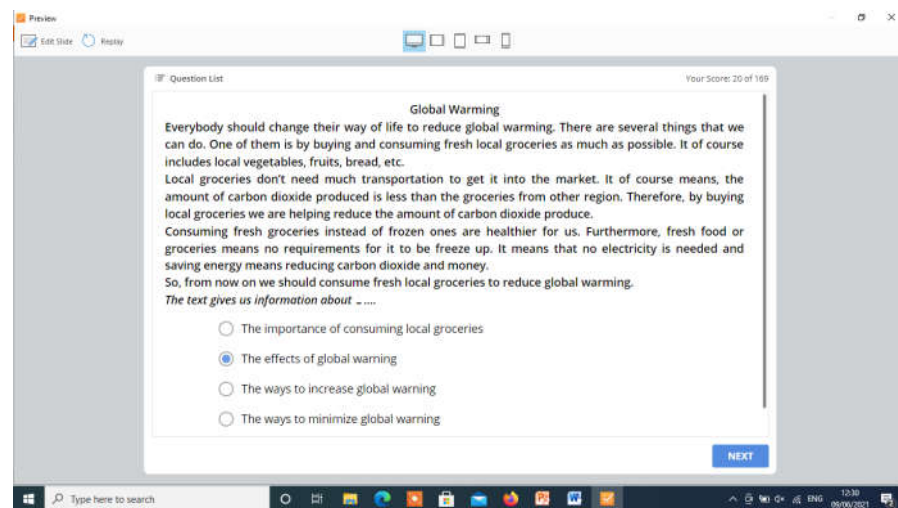 Preview
Edit Slide Replay
Question List Your Score: 20 of 169
Global Warming
Everybody should change their way of life to reduce global warming. There are several things that we
can do. One of them is by buying and consuming fresh local groceries as much as possible. It of course
includes local vegetables, fruits, bread, etc.
Local groceries don't need much transportation to get it into the market. It of course means, the
amount of carbon dioxide produced is less than the groceries from other region. Therefore, by buying
local groceries we are helping reduce the amount of carbon dioxide produce.
Consuming fresh groceries instead of frozen ones are healthier for us. Furthermore, fresh food or
groceries means no requirements for it to be freeze up. It means that no electricity is needed and
saving energy means reducing carbon dioxide and money.
So, from now on we should consume fresh local groceries to reduce global warming.
The text gives us information about .. ....
The importance of consuming local groceries
The effects of global warning
The ways to increase global warning
The ways to minimize global warning
NEXT
Type here to search
ENG
12:30
09/06/2021